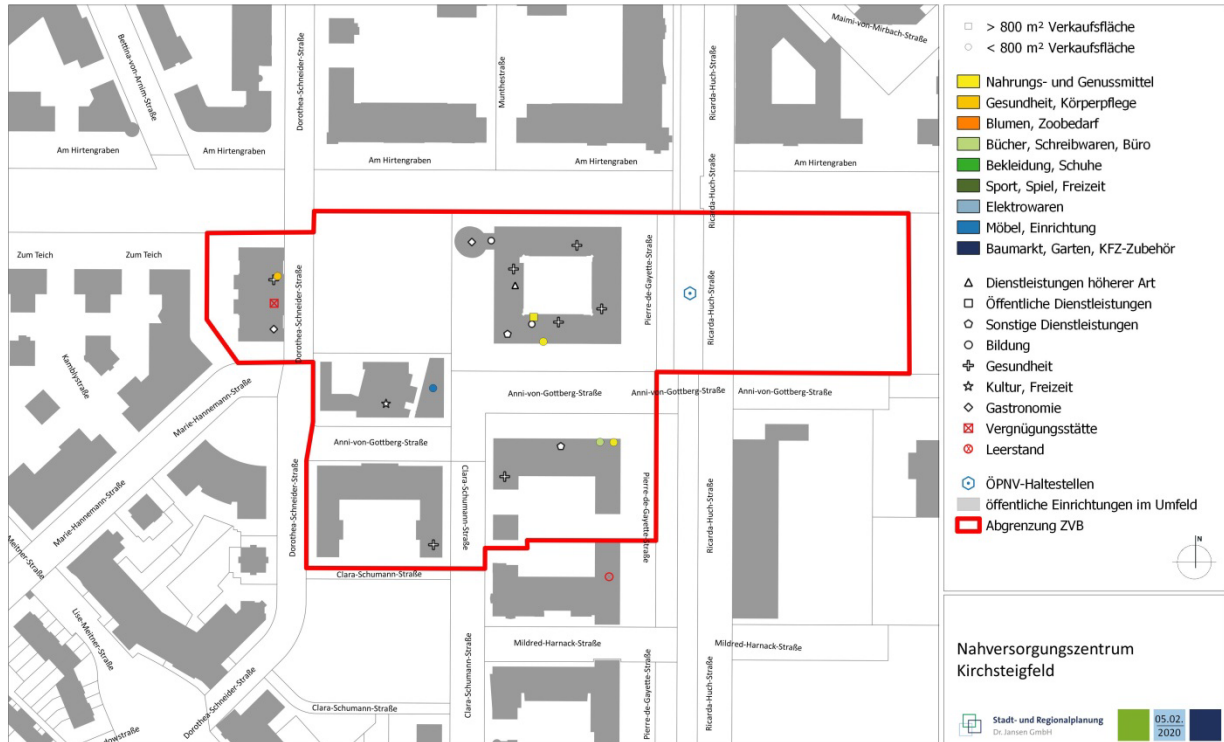 Bettina-von-Arnim-Straße
Dorothea-Schneider-Straße
Munthestraße
Ricarda-Huch-Straße
Maimi-von-Mirbach-Straße
Am Hirtengraben
Am Hirtengraben
Am Hirtengraben
Am Hirtengraben
Am Hirtengraben
Ricarda-Huch-Straße
Zum Teich
Zum Teich
Dorothea-Schneider-Straße
Pierre-de-Gayette-Straße
Ricarda-Huch-Straße
Kamblystraße
Marie-Hannemann-Straße
Anni-von-Gottberg-Straße
Anni-von-Gottberg-Straße
Anni-von-Gottberg-Straße
Anni-von-Gottberg-Straße
Marie-Hannemann-Straße
Dorothea-Schneider-Straße
Clara-Schumann-Straße
Pierre-de-Gayette-Straße
Ricarda-Huch-Straße
Meitner-Straße
Lise-Meitner-Straße
Clara-Schumann-Straße
Mildred-Harnack-Straße
Mildred-Harnack-Straße
Dorothea-Schneider-Straße
Clara-Schumann-Straße
Clara-Schumann-Straße
Pierre-de-Gayette-Straße
Ricarda-Huch-Straße
dowstraße
> 800 m² Verkaufsfläche
< 800 m² Verkaufsfläche
Nahrungs- und Genussmittel
Gesundheit, Körperpflege
Blumen, Zoobedarf
Bücher, Schreibwaren, Büro
Bekleidung, Schuhe
Sport, Spiel, Freizeit
Elektrowaren
Möbel, Einrichtung
Baumarkt, Garten, KFZ-Zubehör
Dienstleistungen höherer Art
Öffentliche Dienstleistungen
Sonstige Dienstleistungen
Bildung
Gesundheit
Kultur, Freizeit
Gastronomie
Vergnügungsstätte
Leerstand
ÖPNV-Haltestellen
öffentliche Einrichtungen im Umfeld
Abgrenzung ZVB
N
Nahversorgungszentrum
Kirchsteigfeld
Stadt- und Regionalplanung
Dr. Jansen GmbH
05.02.
2020